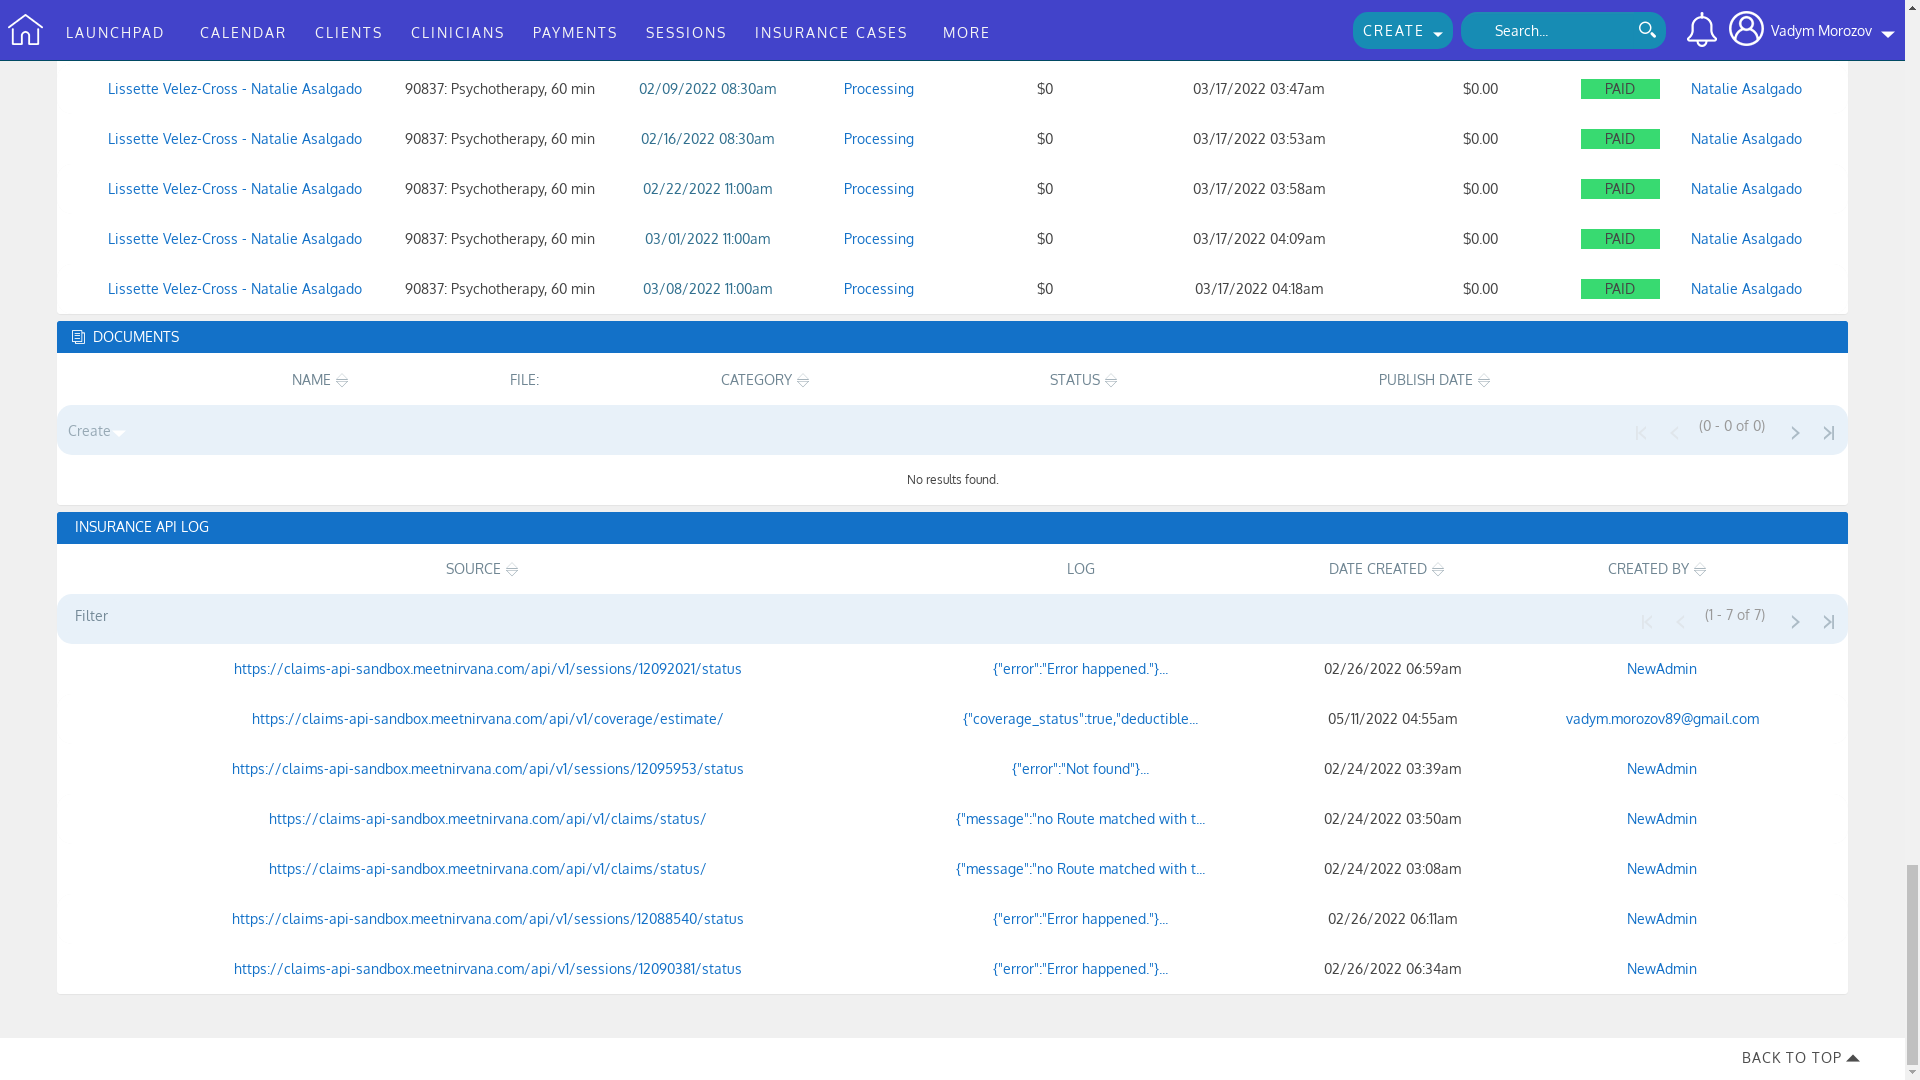 LAUNCHPAD CALENDAR CLIENTS CLINICIANS PAYMENTS SESSIONS INSURANCE CASES MORE CREATE Search... Vadym Morozov
Lissette Velez-Cross - Natalie Asalgado 90837: Psychotherapy, 60 min 02/09/2022 08:30am Processing $0 03/17/2022 03:47am $0.00 PAID Natalie Asalgado
Lissette Velez-Cross - Natalie Asalgado 90837: Psychotherapy, 60 min 02/16/2022 08:30am Processing $0 03/17/2022 03:53am $0.00 PAID Natalie Asalgado
Lissette Velez-Cross - Natalie Asalgado 90837: Psychotherapy, 60 min 02/22/2022 11:00am Processing $0 03/17/2022 03:58am $0.00 PAID Natalie Asalgado
Lissette Velez-Cross - Natalie Asalgado 90837: Psychotherapy, 60 min 03/01/2022 11:00am Processing $0 03/17/2022 04:09am $0.00 PAID Natalie Asalgado
Lissette Velez-Cross - Natalie Asalgado 90837: Psychotherapy, 60 min 03/08/2022 11:00am Processing $0 03/17/2022 04:18am $0.00 PAID Natalie Asalgado
DOCUMENTS
NAME FILE: CATEGORY STATUS PUBLISH DATE
Create (0 - 0 of 0)
No results found.
INSURANCE API LOG
SOURCE LOG DATE CREATED CREATED BY
Filter (1 - 7 of 7)
https://claims-api-sandbox.meetnirvana.com/api/v1/sessions/12092021/status {"error":"Error happened."}... 02/26/2022 06:59am NewAdmin
https://claims-api-sandbox.meetnirvana.com/api/v1/coverage/estimate/ {"coverage_status":true,"deductible... 05/11/2022 04:55am vadym.morozov89@gmail.com
https://claims-api-sandbox.meetnirvana.com/api/v1/sessions/12095953/status {"error":"Not found"}... 02/24/2022 03:39am NewAdmin
https://claims-api-sandbox.meetnirvana.com/api/v1/claims/status/ {"message":"no Route matched with t... 02/24/2022 03:50am NewAdmin
https://claims-api-sandbox.meetnirvana.com/api/v1/claims/status/ {"message":"no Route matched with t... 02/24/2022 03:08am NewAdmin
https://claims-api-sandbox.meetnirvana.com/api/v1/sessions/12088540/status {"error":"Error happened."}... 02/26/2022 06:11am NewAdmin
https://claims-api-sandbox.meetnirvana.com/api/v1/sessions/12090381/status {"error":"Error happened."}... 02/26/2022 06:34am NewAdmin
BACK TO TOP